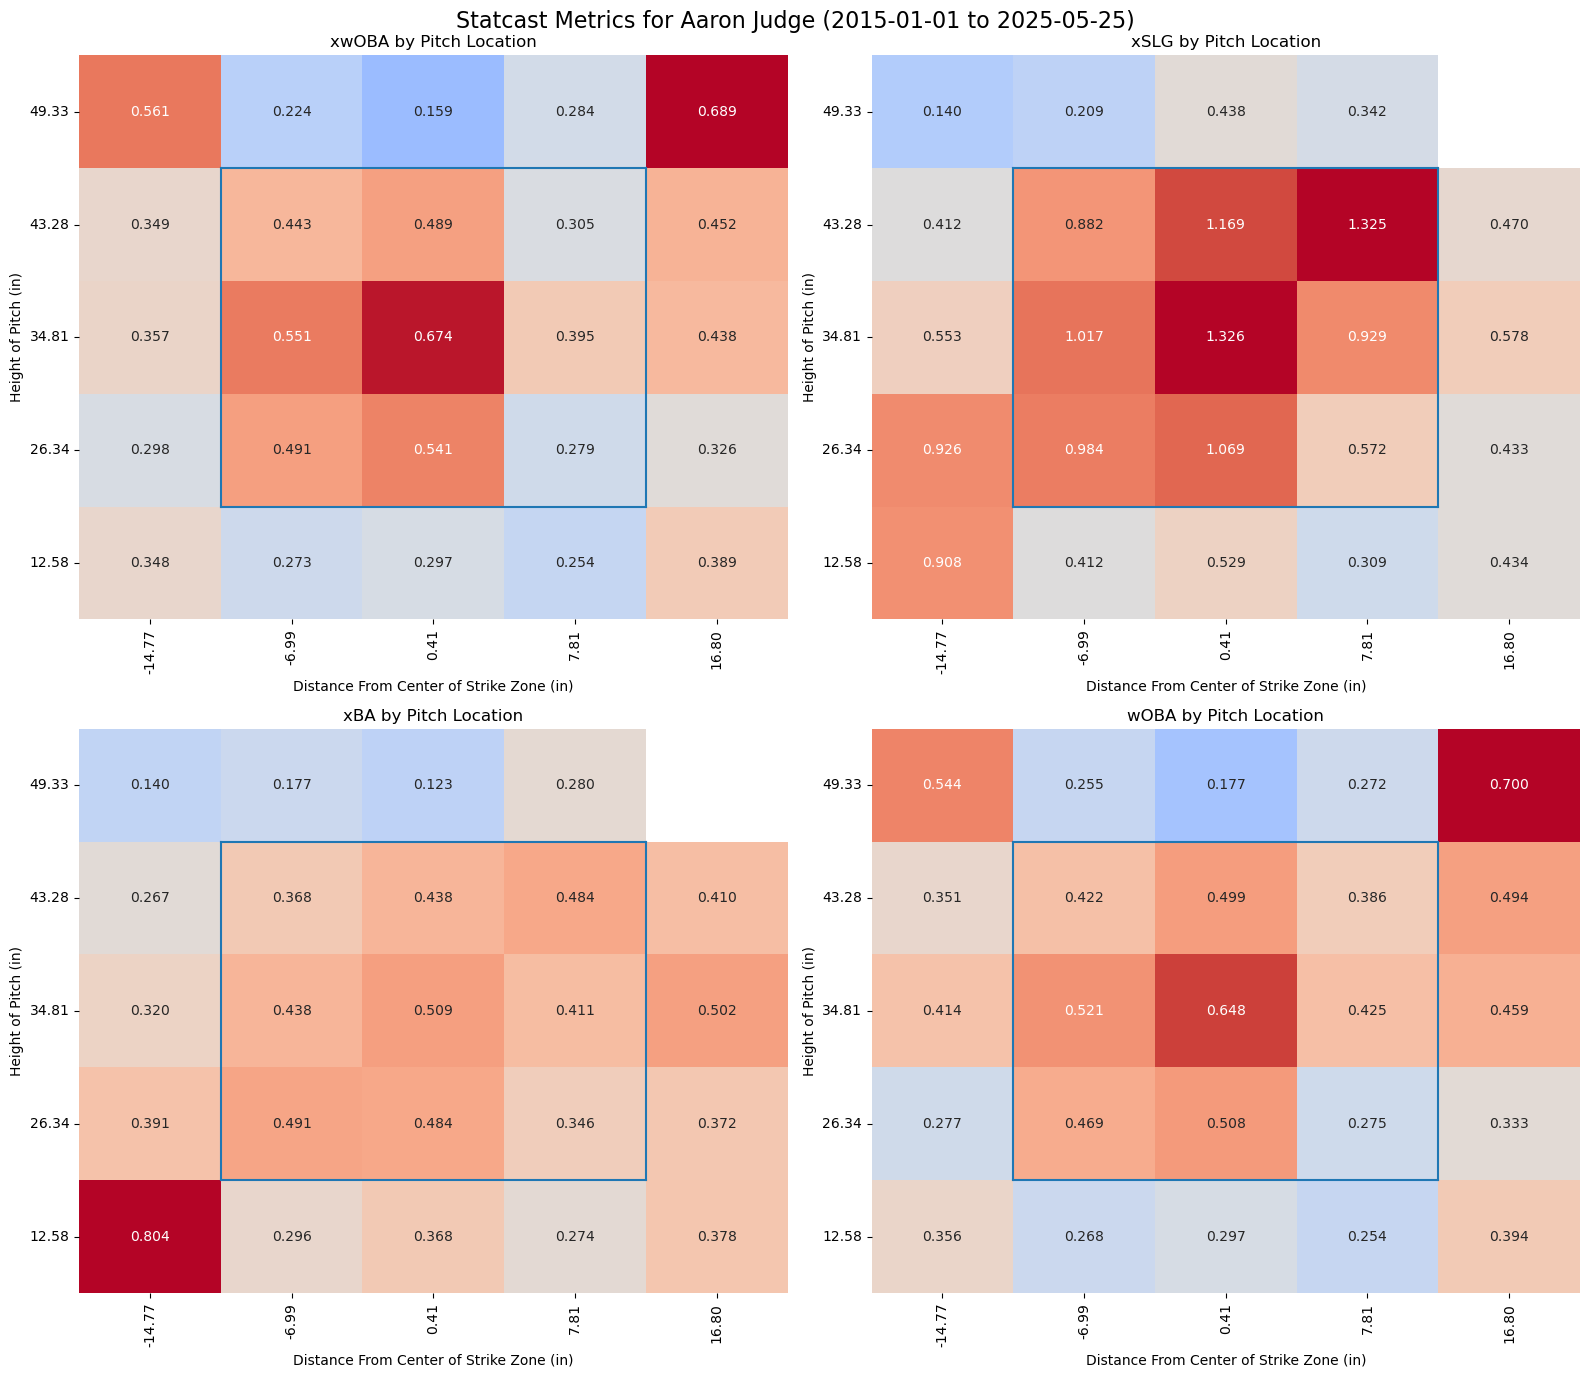 Statcast Metrics for Aaron Judge (2015-01-01 to 2025-05-25)
xwOBA by Pitch Location
Height of Pitch (in)
49.33 0.561 0.224 0.159 0.284 0.689
43.28 0.349 0.443 0.489 0.305 0.452
34.81 0.357 0.551 0.674 0.395 0.438
26.34 0.298 0.491 0.541 0.279 0.326
12.58 0.348 0.273 0.297 0.254 0.389
-14.77 -6.99 0.41 7.81 16.80
Distance From Center of Strike Zone (in)
xSLG by Pitch Location
Height of Pitch (in)
49.33 0.140 0.209 0.438 0.342
43.28 0.412 0.882 1.169 1.325 0.470
34.81 0.553 1.017 1.326 0.929 0.578
26.34 0.926 0.984 1.069 0.572 0.433
12.58 0.908 0.412 0.529 0.309 0.434
-14.77 -6.99 0.41 7.81 16.80
Distance From Center of Strike Zone (in)
xBA by Pitch Location
Height of Pitch (in)
49.33 0.140 0.177 0.123 0.280
43.28 0.267 0.368 0.438 0.484 0.410
34.81 0.320 0.438 0.509 0.411 0.502
26.34 0.391 0.491 0.484 0.346 0.372
12.58 0.804 0.296 0.368 0.274 0.378
-14.77 -6.99 0.41 7.81 16.80
Distance From Center of Strike Zone (in)
wOBA by Pitch Location
Height of Pitch (in)
49.33 0.544 0.255 0.177 0.272 0.700
43.28 0.351 0.422 0.499 0.386 0.494
34.81 0.414 0.521 0.648 0.425 0.459
26.34 0.277 0.469 0.508 0.275 0.333
12.58 0.356 0.268 0.297 0.254 0.394
-14.77 -6.99 0.41 7.81 16.80
Distance From Center of Strike Zone (in)